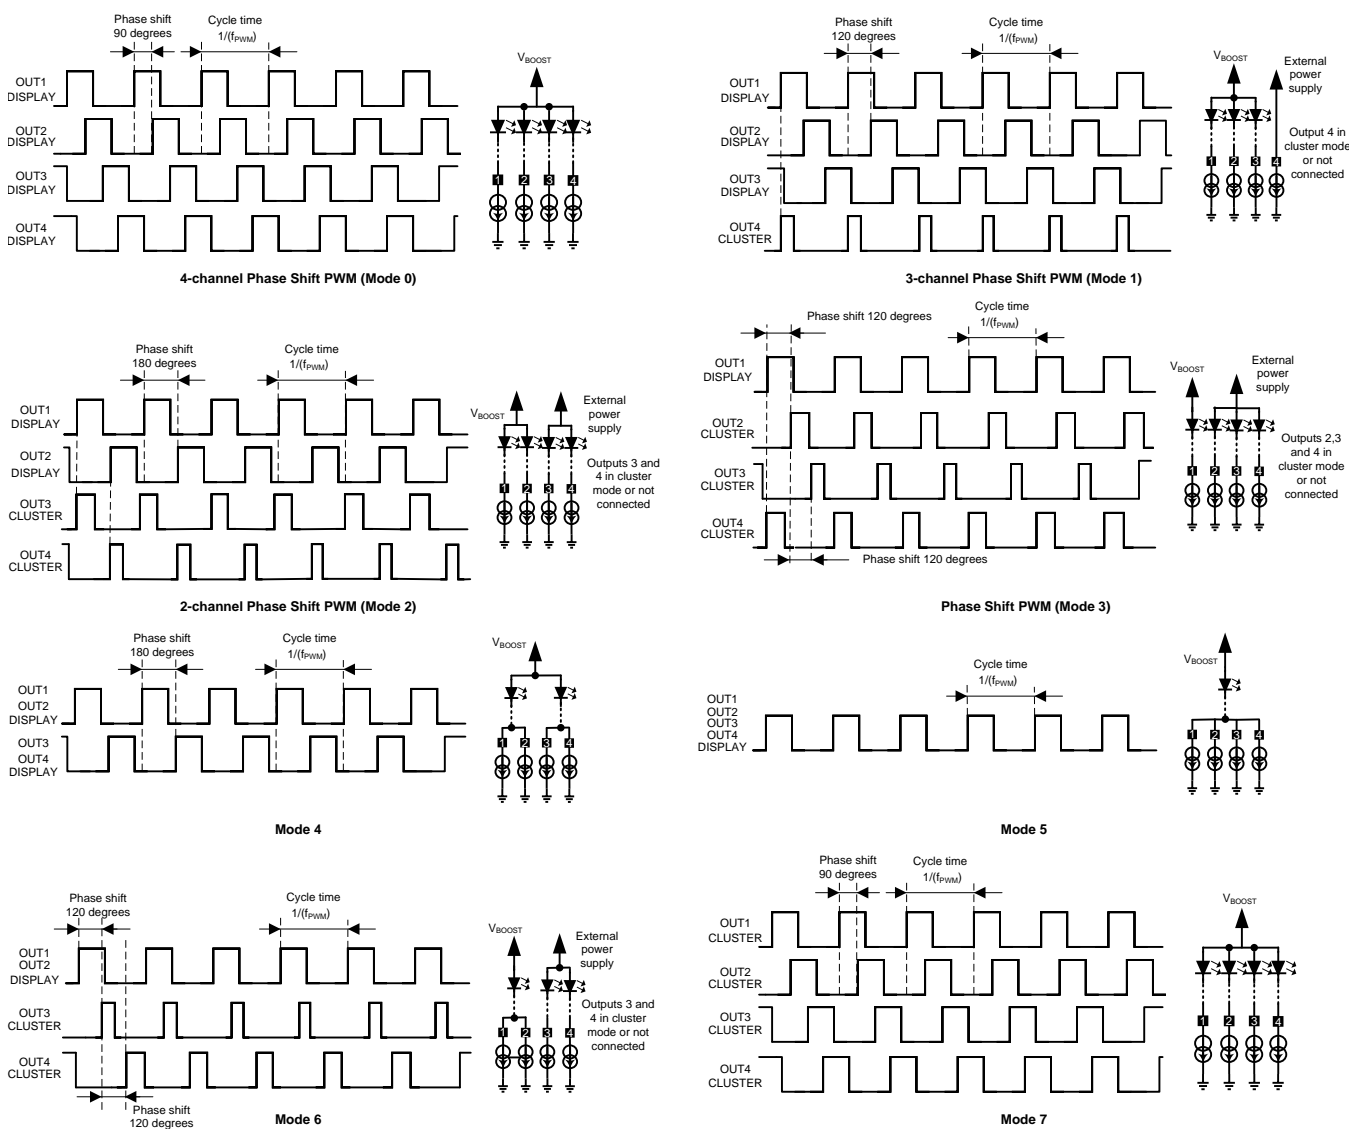 Phase shift
90 degrees
Cycle time
1/(fPWM)
OUT1
DISPLAY
OUT2
DISPLAY
OUT3
DISPLAY
OUT4
DISPLAY
VBOOST
1 2 3 4
4-channel Phase Shift PWM (Mode 0)
Phase shift
120 degrees
Cycle time
1/(fPWM)
OUT1
DISPLAY
OUT2
DISPLAY
OUT3
DISPLAY
OUT4
CLUSTER
VBOOST
External
power
supply
Output 4 in
cluster mode
or not
connected
1 2 3 4
3-channel Phase Shift PWM (Mode 1)
Phase shift
180 degrees
Cycle time
1/(fPWM)
OUT1
DISPLAY
OUT2
DISPLAY
OUT3
CLUSTER
OUT4
CLUSTER
VBOOST
External
power
supply
Outputs 3 and
4 in cluster
mode or not
connected
1 2 3 4
2-channel Phase Shift PWM (Mode 2)
Phase shift 120 degrees
Cycle time
1/(fPWM)
OUT1
DISPLAY
OUT2
CLUSTER
OUT3
CLUSTER
OUT4
CLUSTER
Phase shift 120 degrees
VBOOST
External
power
supply
Outputs 2,3
and 4 in
cluster mode
or not
connected
1 2 3 4
Phase Shift PWM (Mode 3)
Phase shift
180 degrees
Cycle time
1/(fPWM)
OUT1
OUT2
DISPLAY
OUT3
OUT4
DISPLAY
VBOOST
1 2 3 4
Mode 4
Cycle time
1/(fPWM)
OUT1
OUT2
OUT3
OUT4
DISPLAY
VBOOST
1 2 3 4
Mode 5
Phase shift
120 degrees
Cycle time
1/(fPWM)
OUT1
OUT2
DISPLAY
OUT3
CLUSTER
OUT4
CLUSTER
Phase shift
120 degrees
VBOOST
External
power
supply
Outputs 3 and
4 in cluster
mode or not
connected
1 2 3 4
Mode 6
Phase shift
90 degrees
Cycle time
1/(fPWM)
OUT1
CLUSTER
OUT2
CLUSTER
OUT3
CLUSTER
OUT4
CLUSTER
VBOOST
1 2 3 4
Mode 7